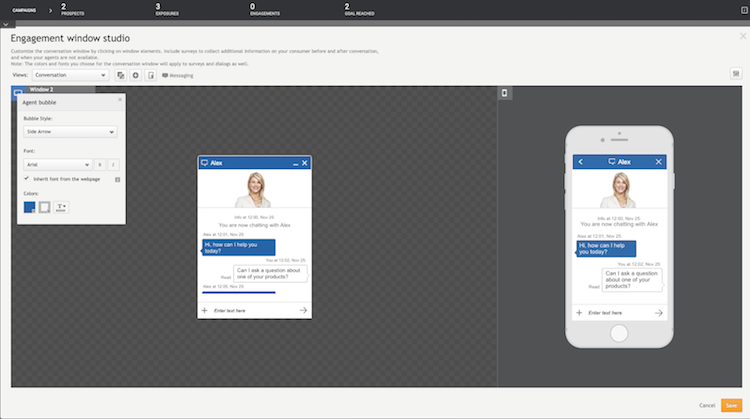 CAMPAIGNS
2
PROSPECTS
3
EXPOSURES
0
ENGAGEMENTS
2
GOAL REACHED
Engagement window studio
Customize the conversation window by clicking on window elements. Include surveys to collect additional information on your consumer before and after conversation,
and when your agents are not available.
Note: The colors and fonts you choose for the conversation window will apply to surveys and dialogs as well.
Views:
Conversation
Messaging
Window 2
Agent bubble
Bubble Style:
Side Arrow
Font:
Arial
B
I
Inherit font from the webpage
Colors:
T
Alex
Info at 12:00, Nov 25:
You are now chatting with Alex
Alex at 12:01, Nov 25:
Hi, how can I help you
today?
You at 12:02, Nov 25:
Can I ask a question about
one of your products?
Read
Alex at 12:05, Nov 25:
Enter text here
Alex
Info at 12:00, Nov 25:
You are now chatting with Alex
Alex at 12:01, Nov 25:
Hi, how can I help you
today?
You at 12:02, Nov 25:
Can I ask a question
about one of your
products?
Read
Enter text here
Cancel
Save